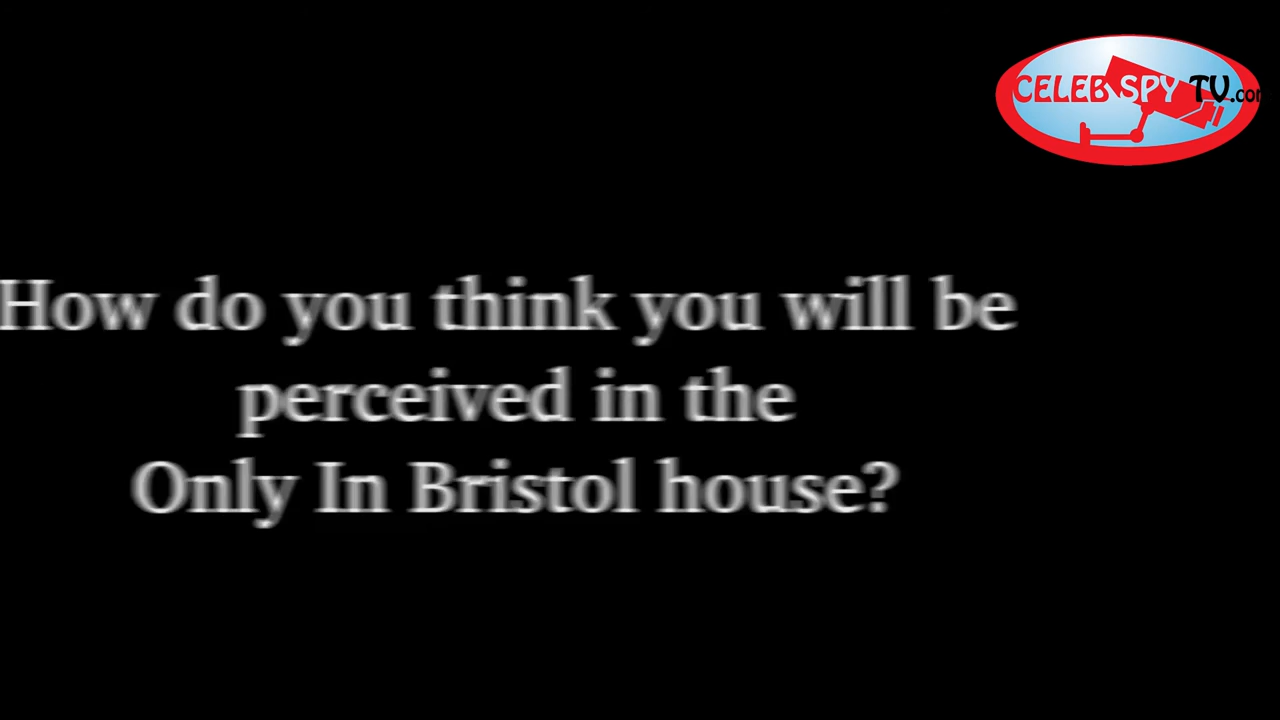 CELEB SPY TV.com
How do you think you will be
perceived in the
Only In Bristol house?